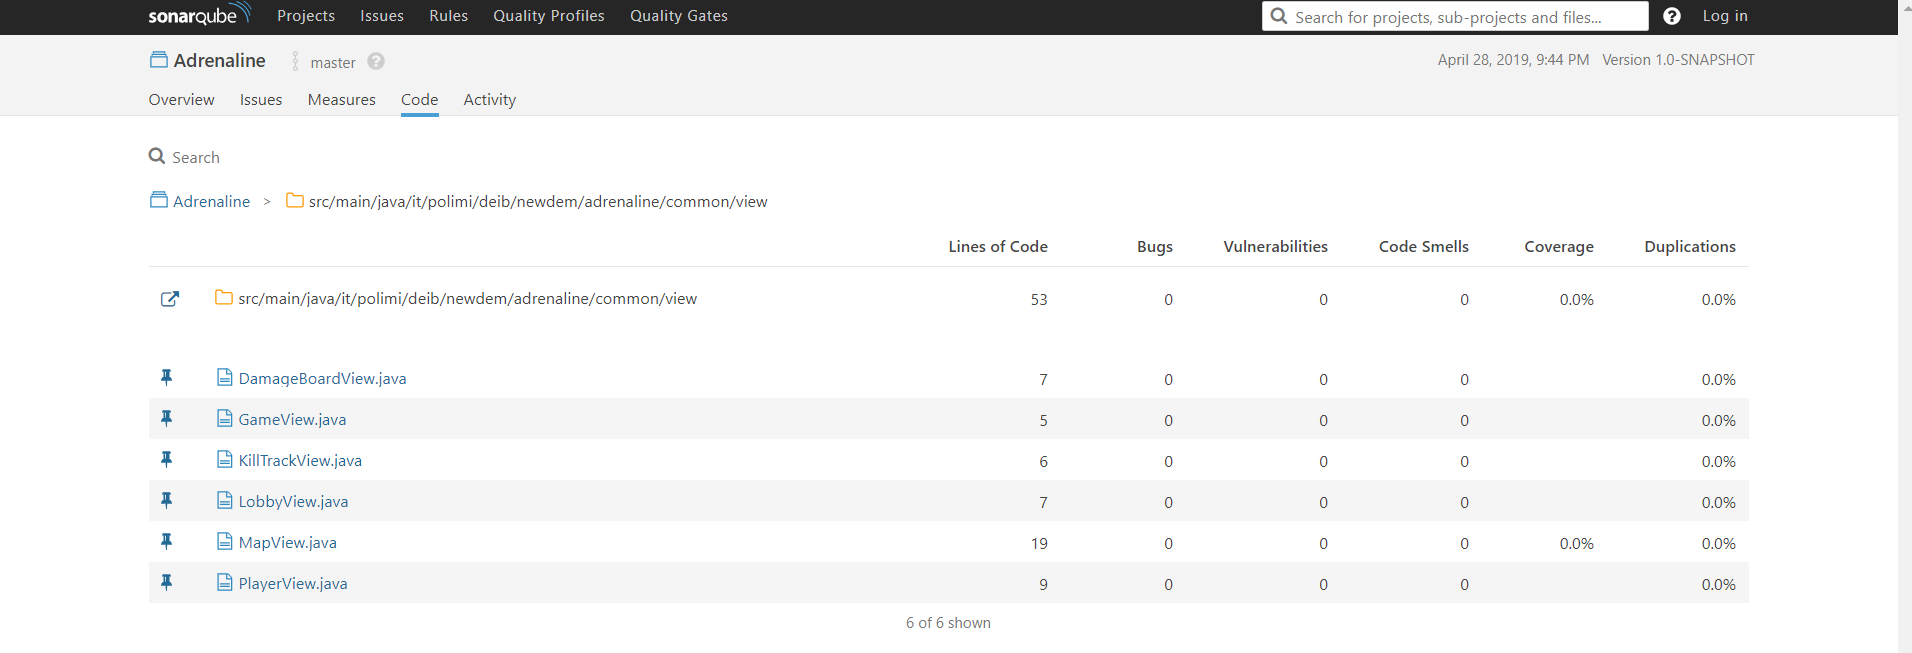 sonarqube Projects Issues Rules Quality Profiles Quality Gates Search for projects, sub-projects and files... ? Log in
Adrenaline master ? April 28, 2019, 9:44 PM Version 1.0-SNAPSHOT
Overview Issues Measures Code Activity
Search
Adrenaline > src/main/java/it/polimi/deib/newdem/adrenaline/common/view
Lines of Code Bugs Vulnerabilities Code Smells Coverage Duplications
src/main/java/it/polimi/deib/newdem/adrenaline/common/view 53 0 0 0 0.0% 0.0%
DamageBoardView.java 7 0 0 0 0.0%
GameView.java 5 0 0 0 0.0%
KillTrackView.java 6 0 0 0 0.0%
LobbyView.java 7 0 0 0 0.0%
MapView.java 19 0 0 0 0.0% 0.0%
PlayerView.java 9 0 0 0 0.0%
6 of 6 shown